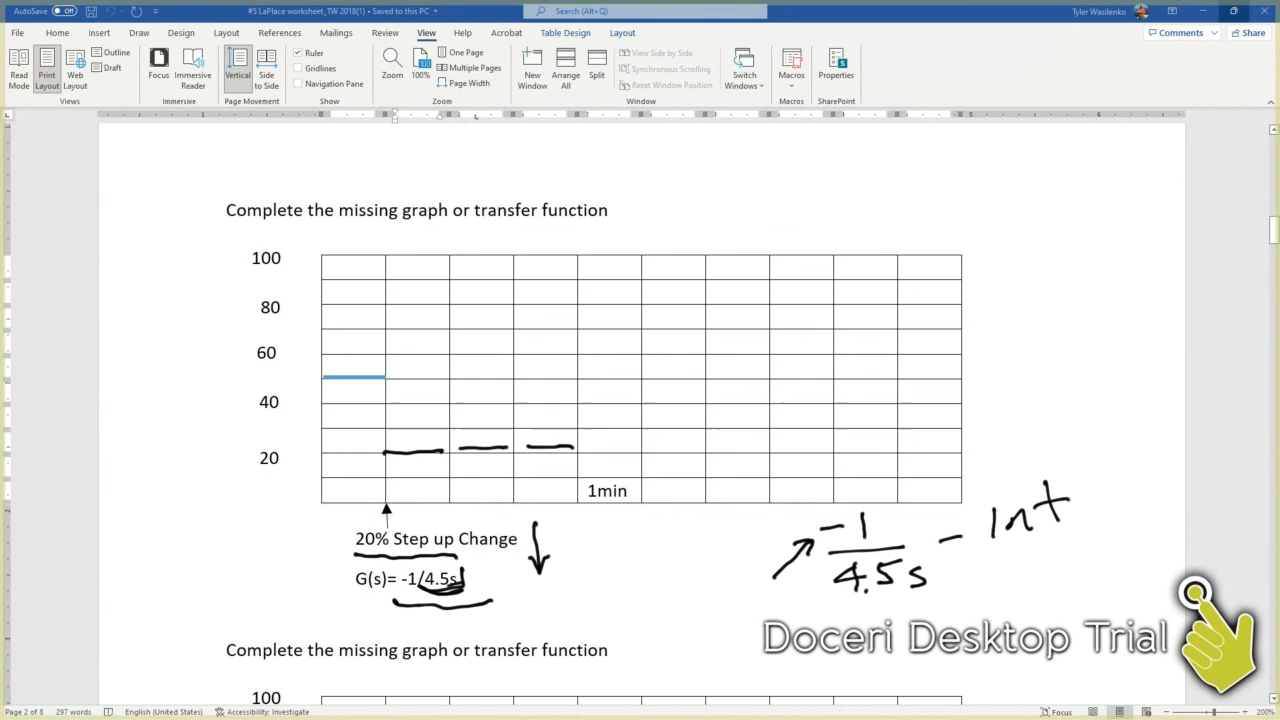 AutoSave Off
#5 LaPlace worksheet_TW 2018(1) • Saved to this PC
Search (Alt+Q)
Tyler Wasilenko
File Home Insert Draw Design Layout References Mailings Review View Help Acrobat Table Design Layout
Comments Share
Read Mode
Print Layout
Web Layout
Outline
Draft
Views
Focus
Immersive Reader
Immersive
Vertical
Side to Side
Page Movement
Ruler
Gridlines
Navigation Pane
Show
Zoom
100%
One Page
Multiple Pages
Page Width
Zoom
New Window
Arrange All
Split
View Side by Side
Synchronous Scrolling
Reset Window Position
Window
Switch Windows
Macros
Macros
Properties
SharePoint
Complete the missing graph or transfer function
100
80
60
40
20
1min
20% Step up Change
G(s)= -1/4.5s
-1
4.5s
- Int
Doceri Desktop Trial
Complete the missing graph or transfer function
100
Page 2 of 8 297 words English (United States) Accessibility: Investigate Focus 200%